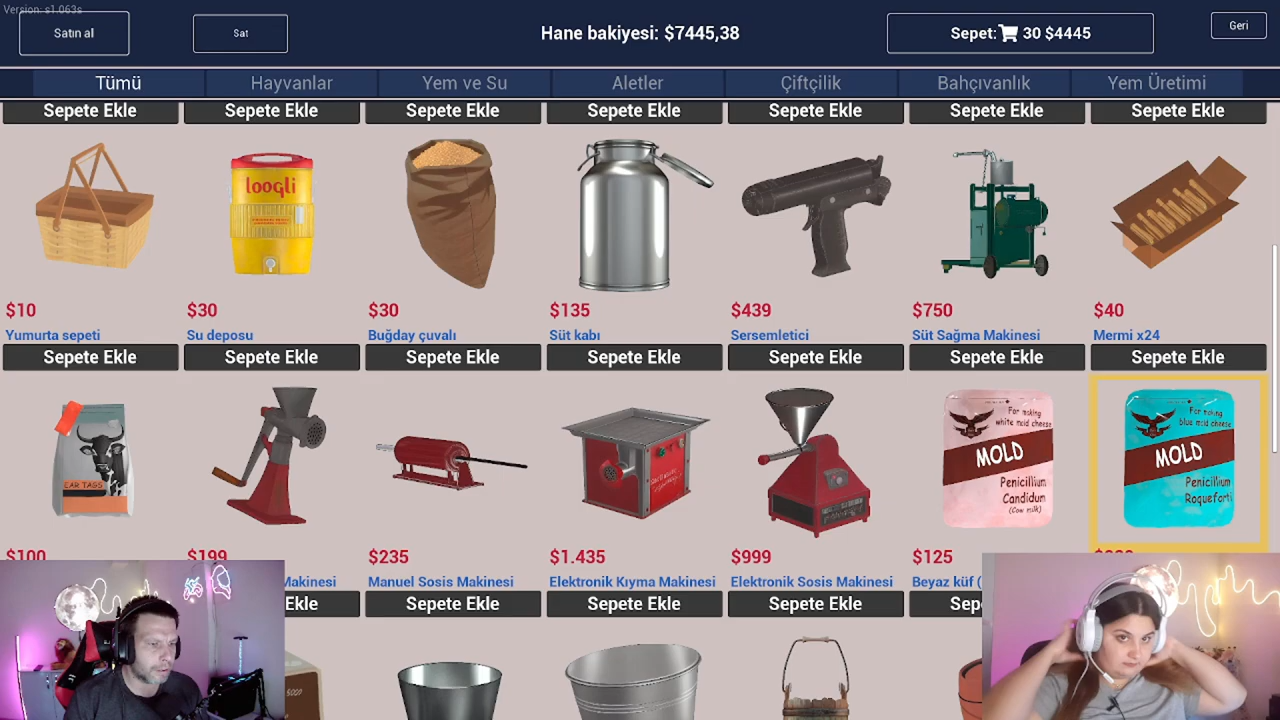 Version: s1.063s
Satın al
Sat
Hane bakiyesi: $7445,38
Sepet: 30 $4445
Geri
Tümü
Hayvanlar
Yem ve Su
Aletler
Çiftçilik
Bahçıvanlık
Yem Üretimi
Sepete Ekle
Sepete Ekle
Sepete Ekle
Sepete Ekle
Sepete Ekle
Sepete Ekle
Sepete Ekle
looqli
$10
$30
$30
$135
$439
$750
$40
Yumurta sepeti
Su deposu
Buğday çuvalı
Süt kabı
Sersemletici
Süt Sağma Makinesi
Mermi x24
Sepete Ekle
Sepete Ekle
Sepete Ekle
Sepete Ekle
Sepete Ekle
Sepete Ekle
Sepete Ekle
EAR TAGS
For making
white mold cheese
MOLD
Penicillium
Candidum
(Cow milk)
For making
blue mold cheese
MOLD
Penicillium
Roqueforti
$100
$199
$235
$1.435
$999
$125
Makinesi
Manuel Sosis Makinesi
Elektronik Kıyma Makinesi
Elektronik Sosis Makinesi
Beyaz küf (
Ekle
Sepete Ekle
Sepete Ekle
Sepete Ekle
Sep